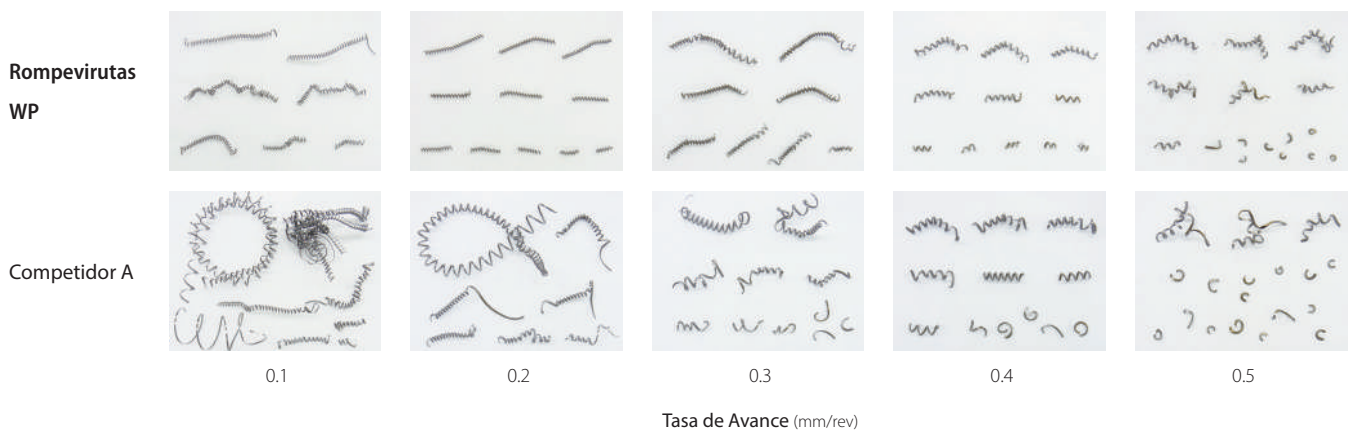 Rompevirutas
WP
Competidor A
0.1 0.2 0.3 0.4 0.5
Tasa de Avance (mm/rev)